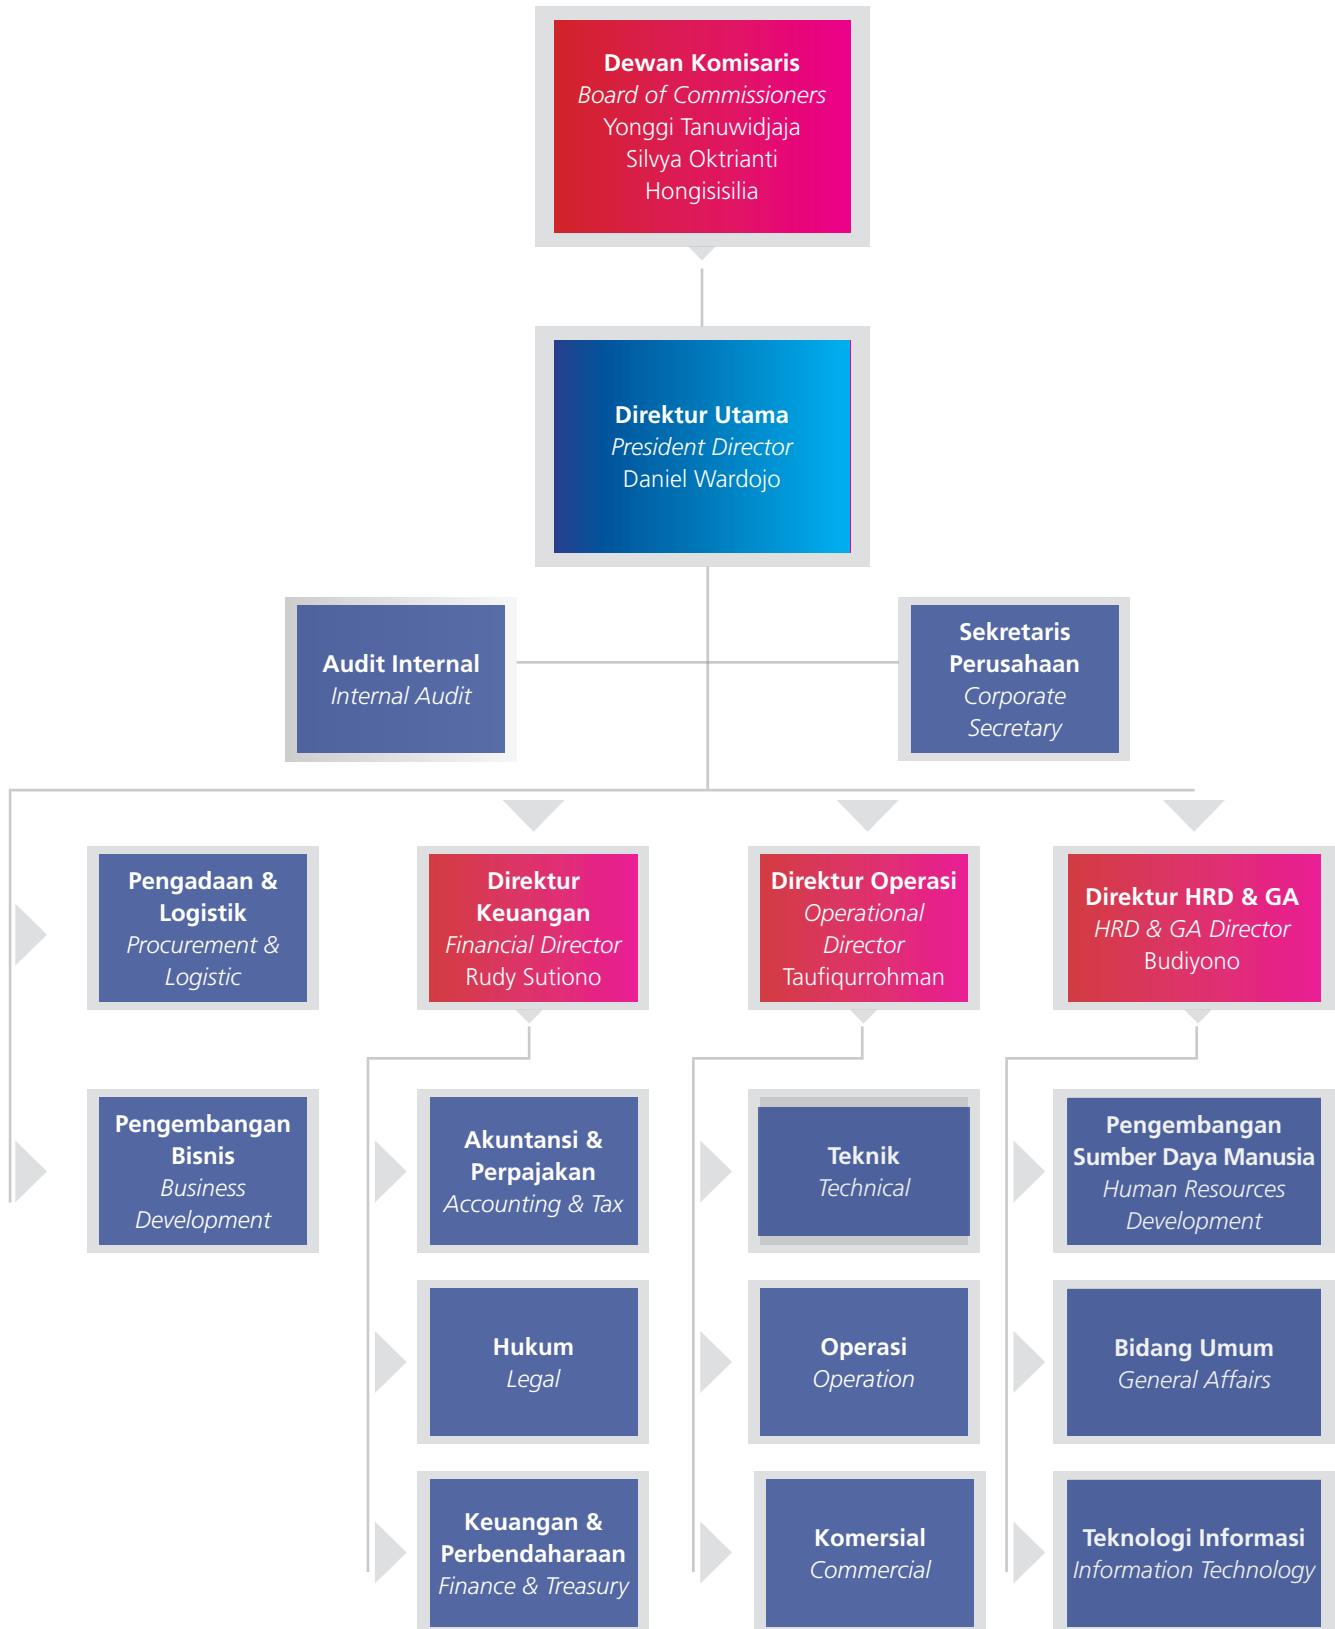 Dewan Komisaris
Board of Commissioners
Yonggi Tanuwidjaja
Silvya Oktrianti
Hongisisilia
Direktur Utama
President Director
Daniel Wardojo
Audit Internal
Internal Audit
Sekretaris
Perusahaan
Corporate
Secretary
Pengadaan &
Logistik
Procurement &
Logistic
Direktur
Keuangan
Financial Director
Rudy Sutiono
Direktur Operasi
Operational
Director
Taufiqurrohman
Direktur HRD & GA
HRD & GA Director
Budiyono
Pengembangan
Bisnis
Business
Development
Akuntansi &
Perpajakan
Accounting & Tax
Teknik
Technical
Pengembangan
Sumber Daya Manusia
Human Resources
Development
Hukum
Legal
Operasi
Operation
Bidang Umum
General Affairs
Keuangan &
Perbendaharaan
Finance & Treasury
Komersial
Commercial
Teknologi Informasi
Information Technology